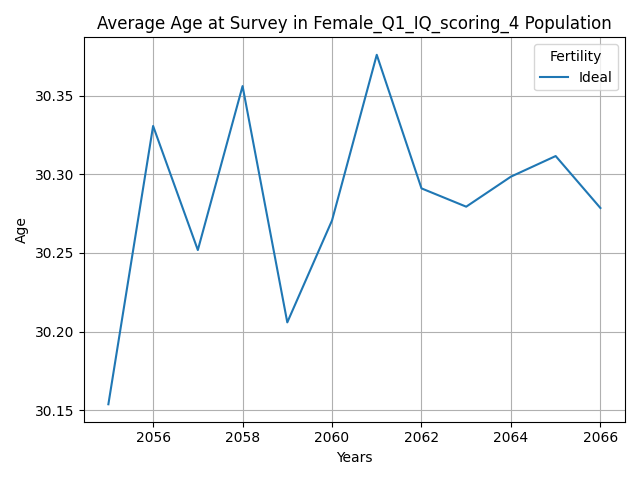 Average Age at Survey in Female_Q1_IQ_scoring_4 Population
Fertility
Ideal
30.35
30.30
30.25
30.20
30.15
Age
2056 2058 2060 2062 2064 2066
Years